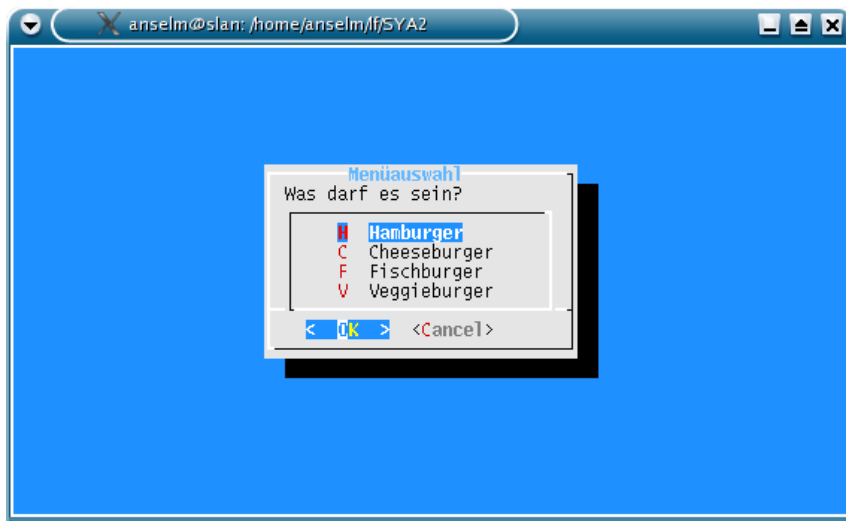 anselm@slan: /home/anselm/lf/SYA2
Menüauswahl
Was darf es sein?
H Hamburger
C Cheeseburger
F Fischburger
V Veggieburger
< OK > <Cancel>